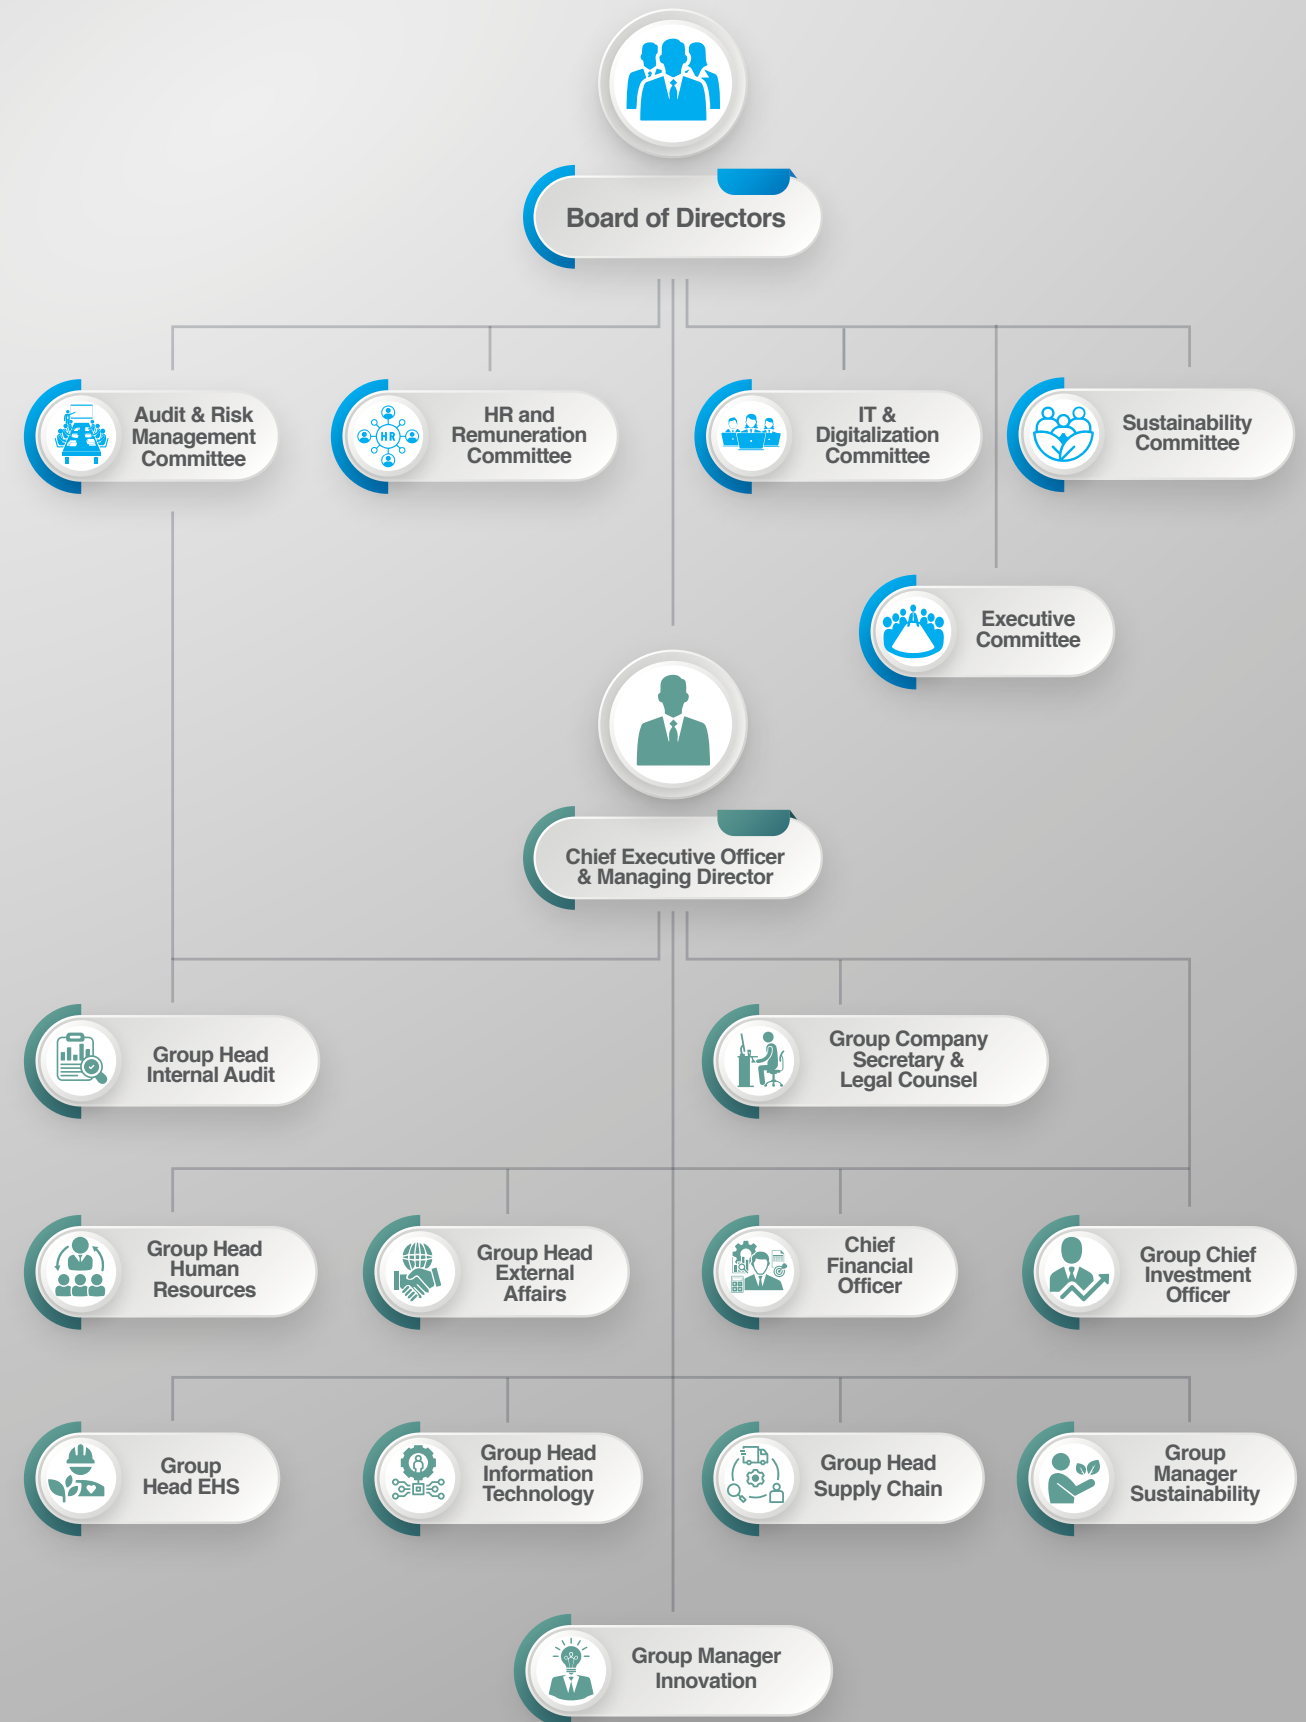 Board of Directors
Audit & Risk
Management
Committee
HR
HR and
Remuneration
Committee
IT &
Digitalization
Committee
Sustainability
Committee
Executive
Committee
Chief Executive Officer
& Managing Director
Group Head
Internal Audit
Group Company
Secretary &
Legal Counsel
Group Head
Human
Resources
Group Head
External
Affairs
Chief
Financial
Officer
Group Chief
Investment
Officer
Group
Head EHS
Group Head
Information
Technology
Group Head
Supply Chain
Group
Manager
Sustainability
Group Manager
Innovation